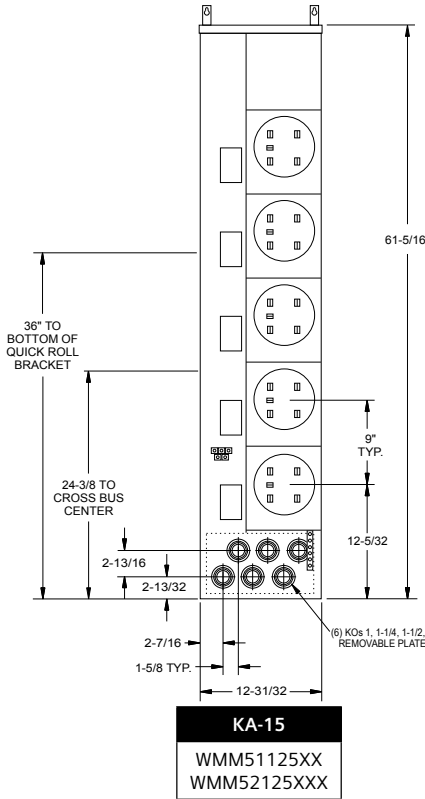 61-5/16
36" TO
BOTTOM OF
QUICK ROLL
BRACKET
24-3/8 TO
CROSS BUS
CENTER
9"
TYP.
12-5/32
2-13/16
2-13/32
2-7/16
1-5/8 TYP.
(6) KOs 1, 1-1/4, 1-1/2,
REMOVABLE PLATE
12-31/32
KA-15
WMM51125XX
WMM52125XXX